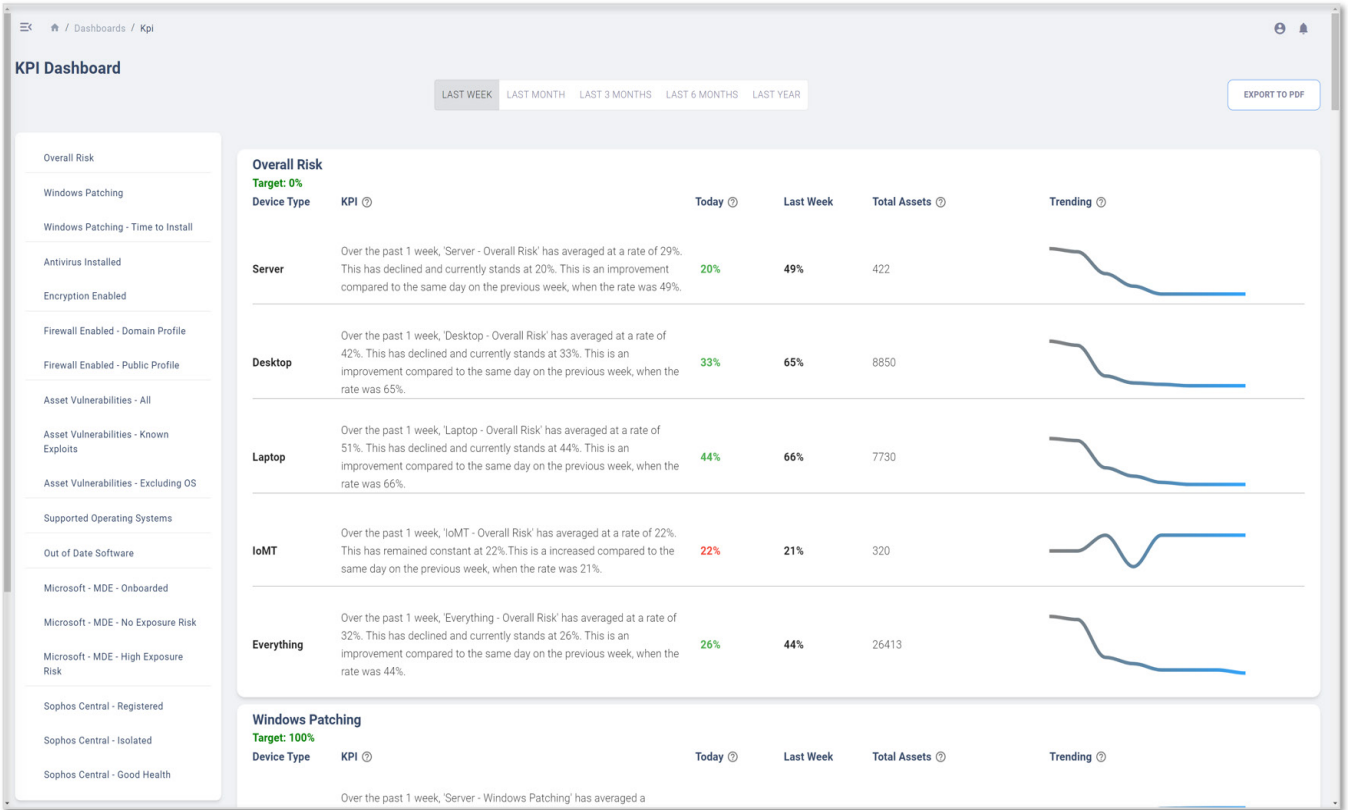 / Dashboards / Kpi
KPI Dashboard
LAST WEEK LAST MONTH LAST 3 MONTHS LAST 6 MONTHS LAST YEAR
EXPORT TO PDF
Overall Risk
Windows Patching
Windows Patching - Time to Install
Antivirus Installed
Encryption Enabled
Firewall Enabled - Domain Profile
Firewall Enabled - Public Profile
Asset Vulnerabilities - All
Asset Vulnerabilities - Known
Exploits
Asset Vulnerabilities - Excluding OS
Supported Operating Systems
Out of Date Software
Microsoft - MDE - Onboarded
Microsoft - MDE - No Exposure Risk
Microsoft - MDE - High Exposure
Risk
Sophos Central - Registered
Sophos Central - Isolated
Sophos Central - Good Health
Overall Risk
Target: 0%
Device Type KPI Today Last Week Total Assets Trending
Server
Over the past 1 week, 'Server - Overall Risk' has averaged at a rate of 29%.
This has declined and currently stands at 20%. This is an improvement
compared to the same day on the previous week, when the rate was 49%.
20% 49% 422
Desktop
Over the past 1 week, 'Desktop - Overall Risk' has averaged at a rate of
42%. This has declined and currently stands at 33%. This is an
improvement compared to the same day on the previous week, when the
rate was 65%.
33% 65% 8850
Laptop
Over the past 1 week, 'Laptop - Overall Risk' has averaged at a rate of
51%. This has declined and currently stands at 44%. This is an
improvement compared to the same day on the previous week, when the
rate was 66%.
44% 66% 7730
IoMT
Over the past 1 week, 'IoMT - Overall Risk' has averaged at a rate of 22%.
This has remained constant at 22%.This is a increased compared to the
same day on the previous week, when the rate was 21%.
22% 21% 320
Everything
Over the past 1 week, 'Everything - Overall Risk' has averaged at a rate of
32%. This has declined and currently stands at 26%. This is an
improvement compared to the same day on the previous week, when the
rate was 44%.
26% 44% 26413
Windows Patching
Target: 100%
Device Type KPI Today Last Week Total Assets Trending
Over the past 1 week, 'Server - Windows Patching' has averaged a